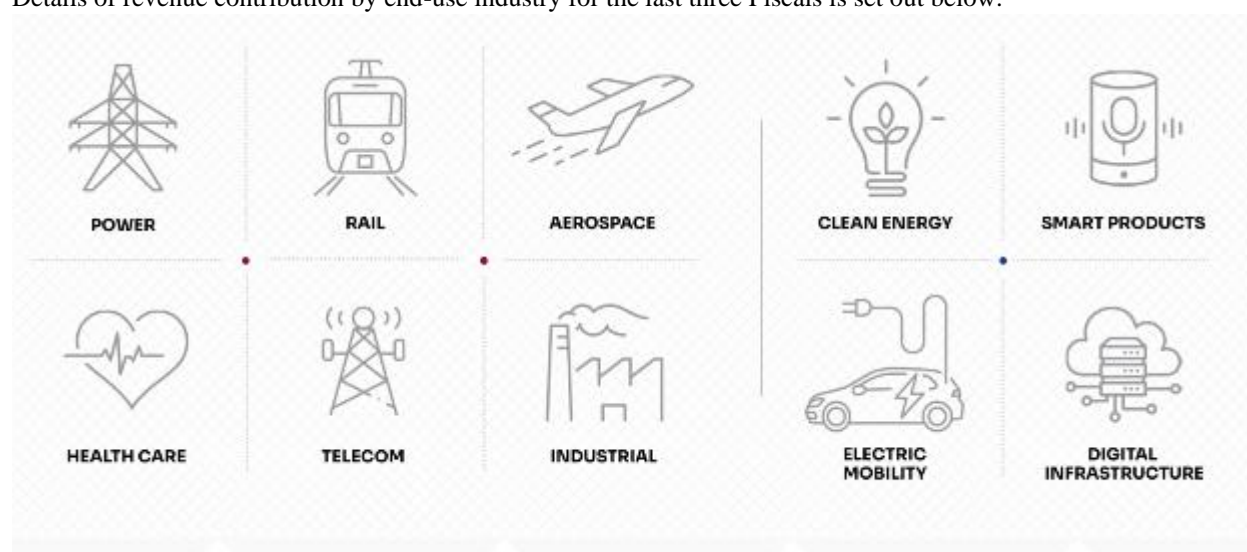 Details of revenue contribution by end-use industry for the last three Fiscals is set out below:
POWER
RAIL
AEROSPACE
CLEAN ENERGY
SMART PRODUCTS
HEALTH CARE
TELECOM
INDUSTRIAL
ELECTRIC
MOBILITY
DIGITAL
INFRASTRUCTURE